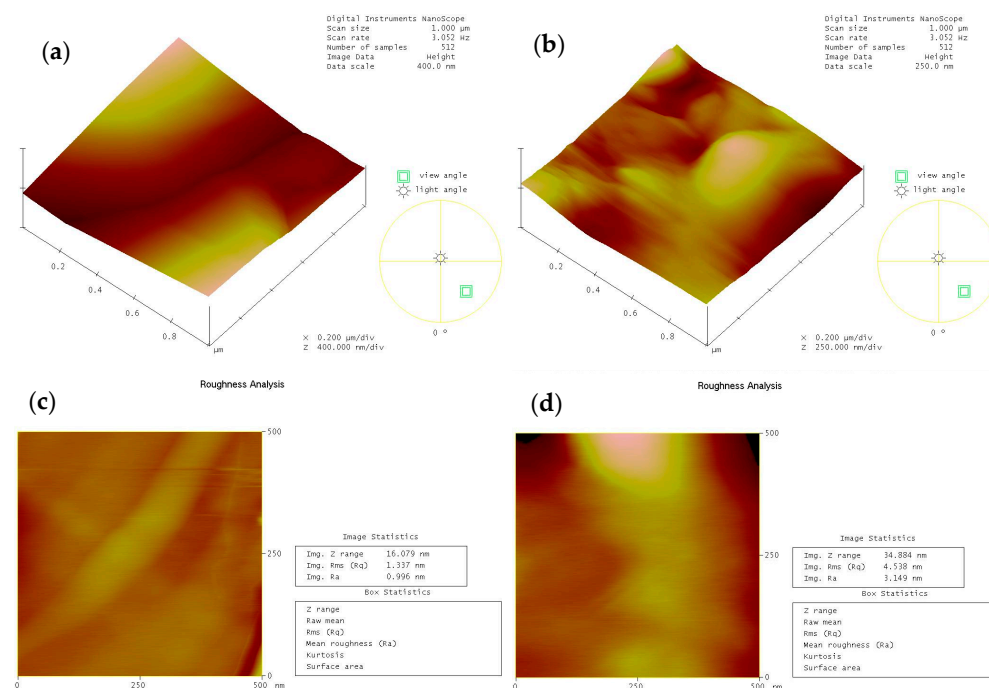 (a)
Digital Instruments NanoScope
Scan size 1.000 µm
Scan rate 3.052 Hz
Number of samples 512
Image Data Height
Data scale 400.0 nm
view angle
light angle
0.2
0.4
0.6
0.8
µm
0 °
X 0.200 µm/div
Z 400.000 nm/div
(b)
Digital Instruments NanoScope
Scan size 1.000 µm
Scan rate 3.052 Hz
Number of samples 512
Image Data Height
Data scale 250.0 nm
view angle
light angle
0.2
0.4
0.6
0.8
µm
0 °
X 0.200 µm/div
Z 250.000 nm/div
Roughness Analysis
(c)
500
250
0
0 250 500 nm
Image Statistics
Img. Z range 16.079 nm
Img. Rms (Rq) 1.337 nm
Img. Ra 0.996 nm
Box Statistics
Z range
Raw mean
Rms (Rq)
Mean roughness (Ra)
Kurtosis
Surface area
Roughness Analysis
(d)
500
250
0
0 250 500 nm
Image Statistics
Img. Z range 34.884 nm
Img. Rms (Rq) 4.538 nm
Img. Ra 3.149 nm
Box Statistics
Z range
Raw mean
Rms (Rq)
Mean roughness (Ra)
Kurtosis
Surface area